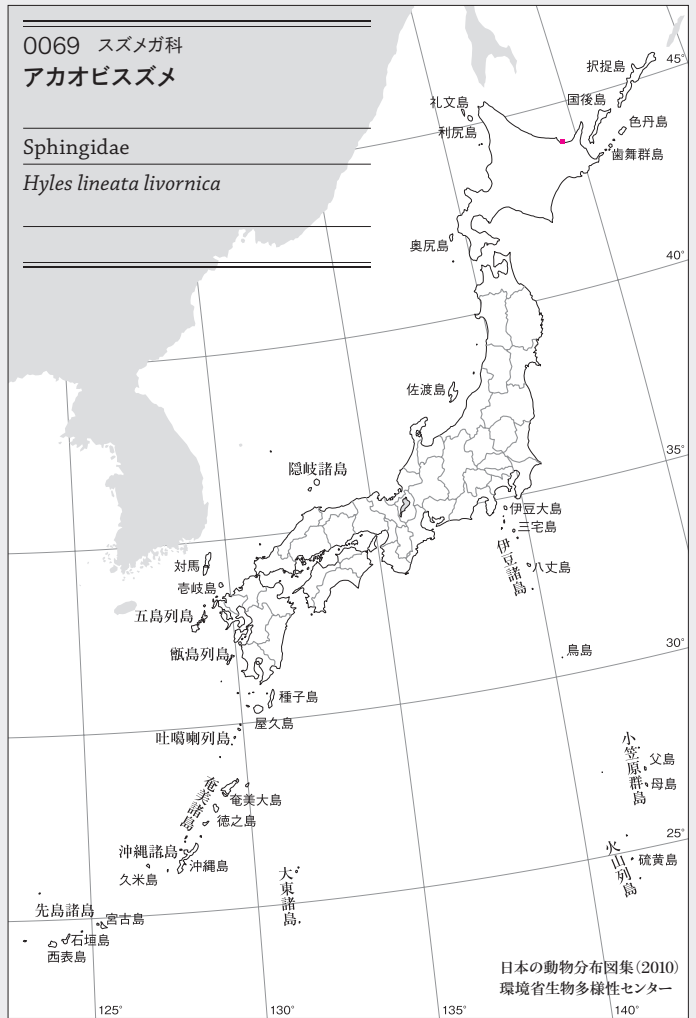 0069 スズメガ科
アカオビスズメ
Sphingidae
Hyles lineata livornica
択捉島
45°
国後島
礼文島
色丹島
利尻島
歯舞群島
奥尻島
40°
佐渡島
35°
隠岐諸島
伊豆大島
三宅島
伊豆諸島
八丈島
対馬
壱岐島
五島列島
甑島列島
鳥島
30°
種子島
屋久島
吐噶喇列島
小笠原群島
父島
母島
奄美諸島
奄美大島
徳之島
25°
沖縄諸島
沖縄島
久米島
火山列島
硫黄島
大東諸島
先島諸島
宮古島
石垣島
西表島
日本の動物分布図集(2010)
環境省生物多様性センター
125°
130°
135°
140°